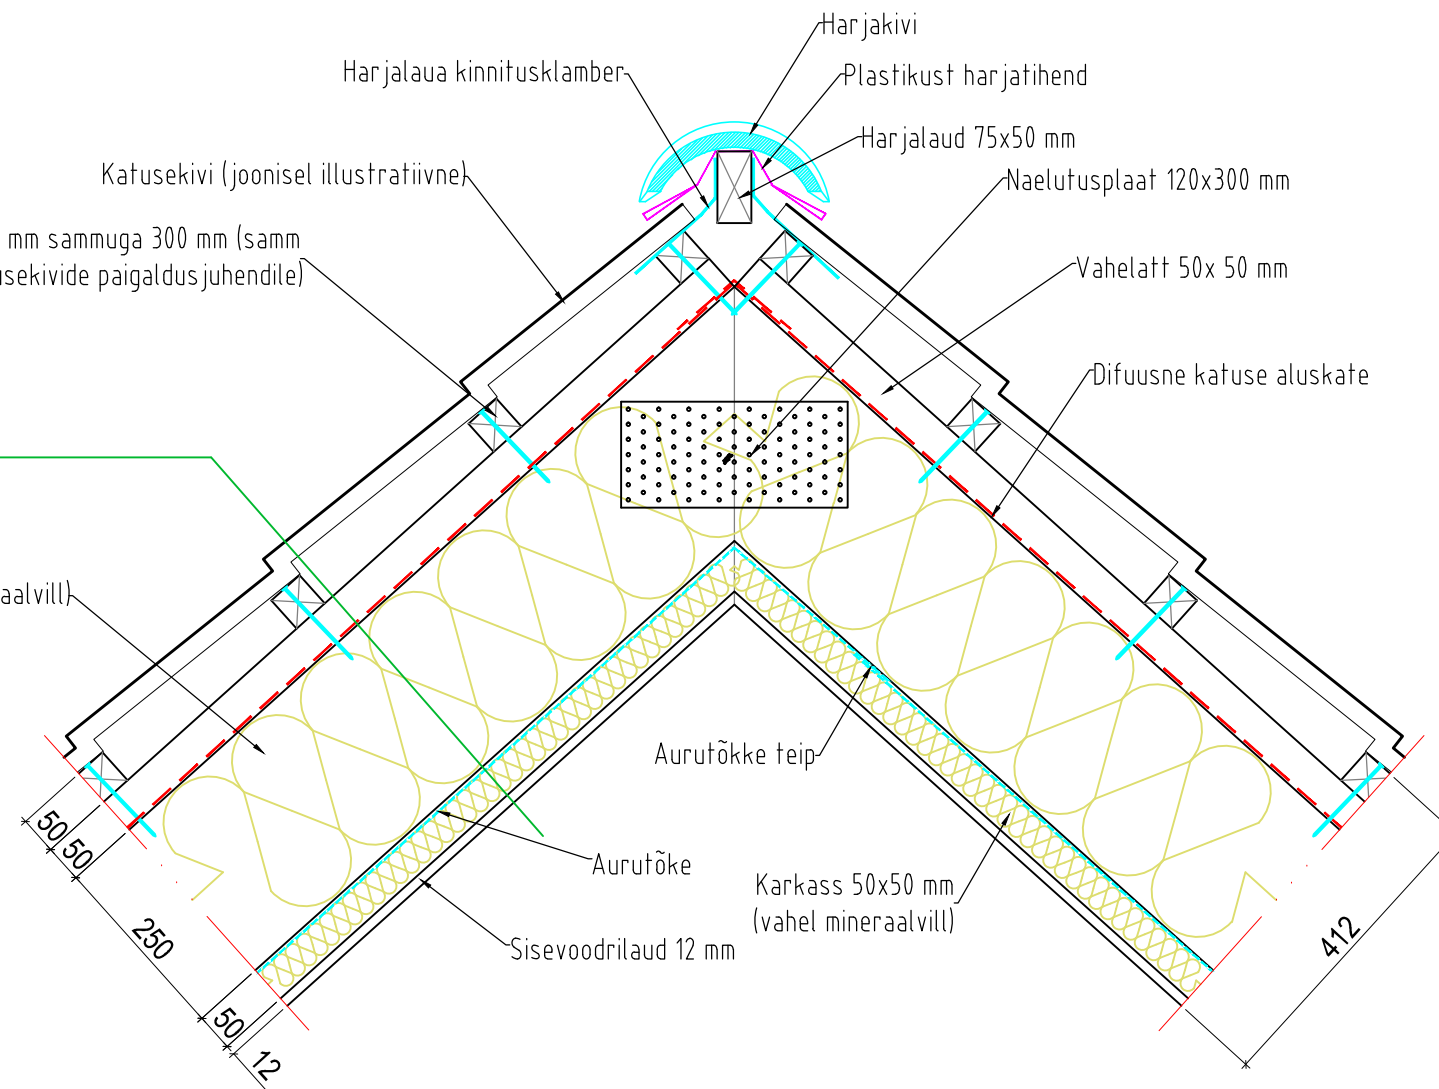 Harjakivi
Harjalaua kinnitusklamber
Plastikust harjatihend
Harjalaud 75x50 mm
Katusekivi (joonisel illustratiivne)
Naelutusplaat 120x300 mm
mm sammuga 300 mm (samm
paigaldusjuhendile)
Vahelatt 50x 50 mm
Difuusne katuse aluskate
Aurutõkke teip
Aurutõke
Karkass 50x50 mm
(vahel mineraalvill)
Sisevoodrilaud 12 mm
50
50
250
50
12
412